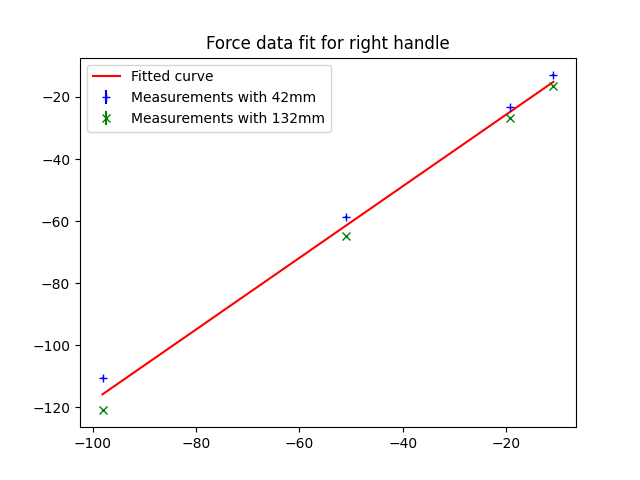 Force data fit for right handle
Fitted curve
Measurements with 42mm
Measurements with 132mm
−20
−40
−60
−80
−100
−120
−100
−80
−60
−40
−20